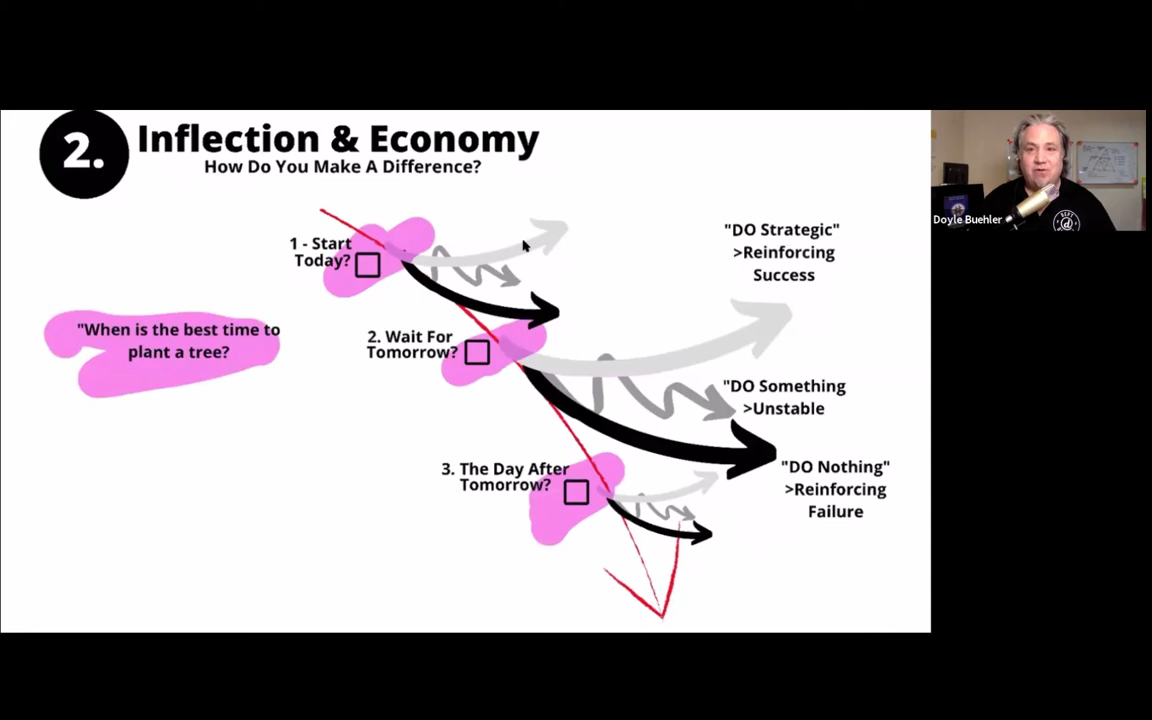 2.
Inflection & Economy
How Do You Make A Difference?
1 - Start
Today?
"When is the best time to
plant a tree?
2. Wait For
Tomorrow?
3. The Day After
Tomorrow?
"DO Strategic"
>Reinforcing
Success
"DO Something
>Unstable
"DO Nothing"
>Reinforcing
Failure
Doyle Buehler